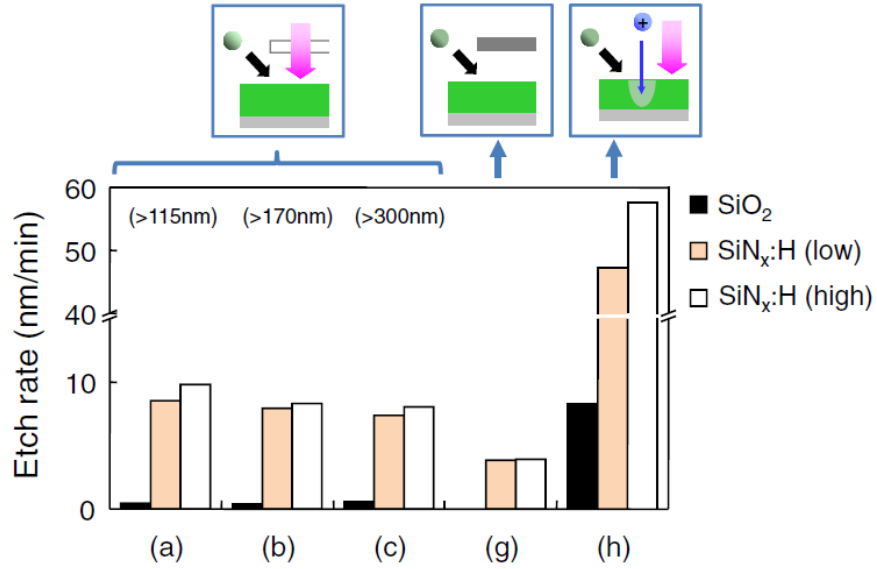 +
60
50
40
10
0
Etch rate (nm/min)
(>115nm) (>170nm) (>300nm)
SiO₂
SiNₓ:H (low)
SiNₓ:H (high)
(a) (b) (c) (g) (h)